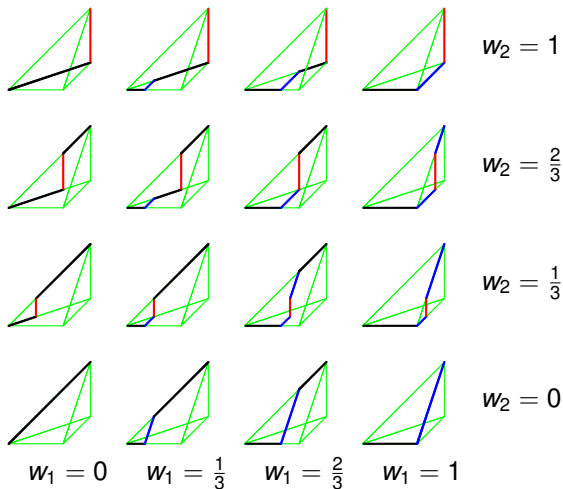 w₂ = 1
w₂ = 2/3
w₂ = 1/3
w₂ = 0
w₁ = 0 w₁ = 1/3 w₁ = 2/3 w₁ = 1